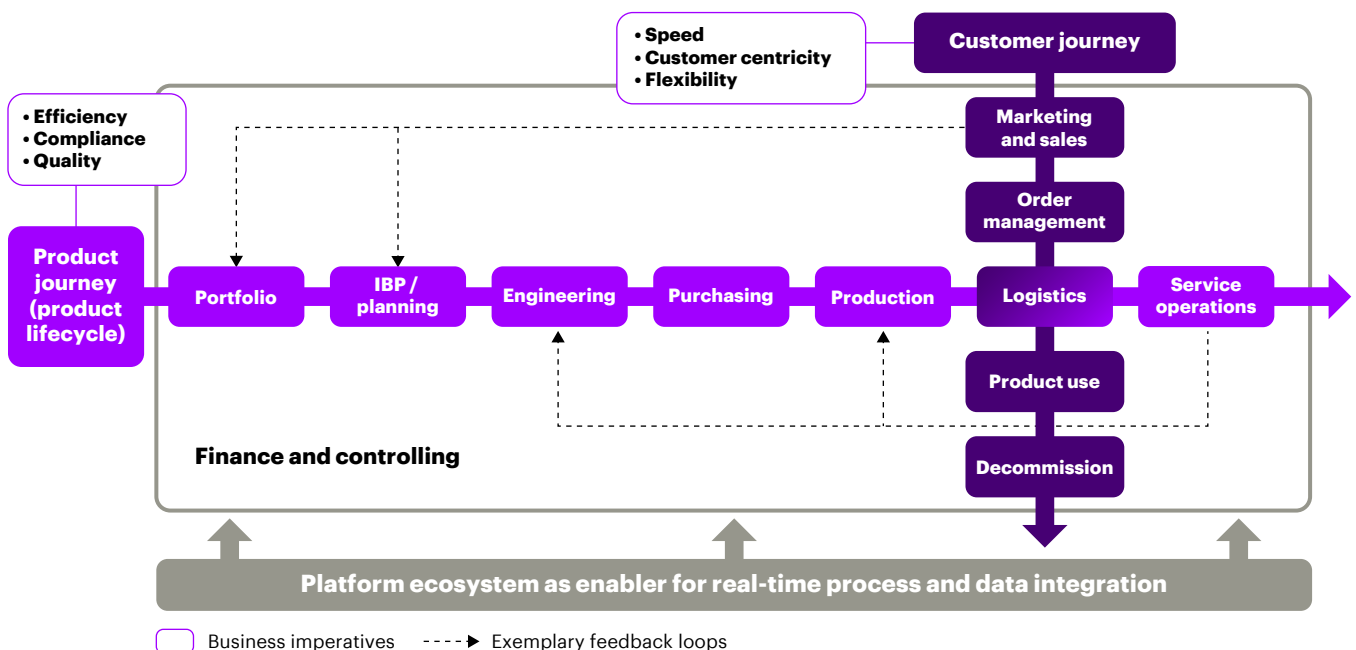 • Speed
• Customer centricity
• Flexibility
Customer journey
• Efficiency
• Compliance
• Quality
Marketing
and sales
Order
management
Product
journey
(product
lifecycle)
Portfolio
IBP /
planning
Engineering
Purchasing
Production
Logistics
Service
operations
Product use
Finance and controlling
Decommission
Platform ecosystem as enabler for real-time process and data integration
Business imperatives
Exemplary feedback loops